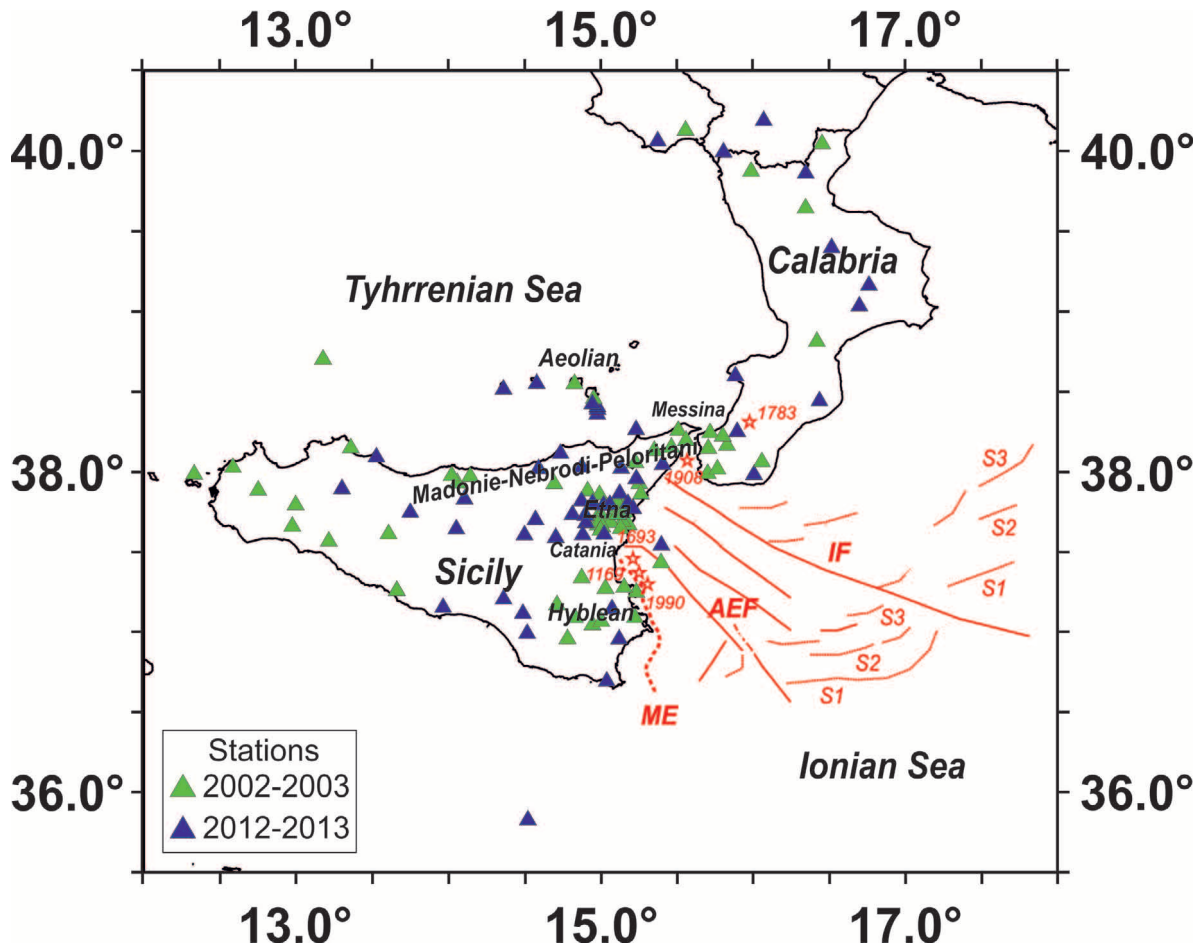 13.0° 15.0° 17.0°
40.0° 40.0°
Calabria
Tyhrrenian Sea
Aeolian
Messina
1783
38.0° 38.0°
Madonie-Nebrodi-Peloritani
1908
S3
Etna
S2
1693
IF
Catania
Sicily
1169
S1
1990
AEF
Hyblean
S3
S2
S1
ME
Ionian Sea
Stations
2002-2003
2012-2013
36.0° 36.0°
13.0° 15.0° 17.0°